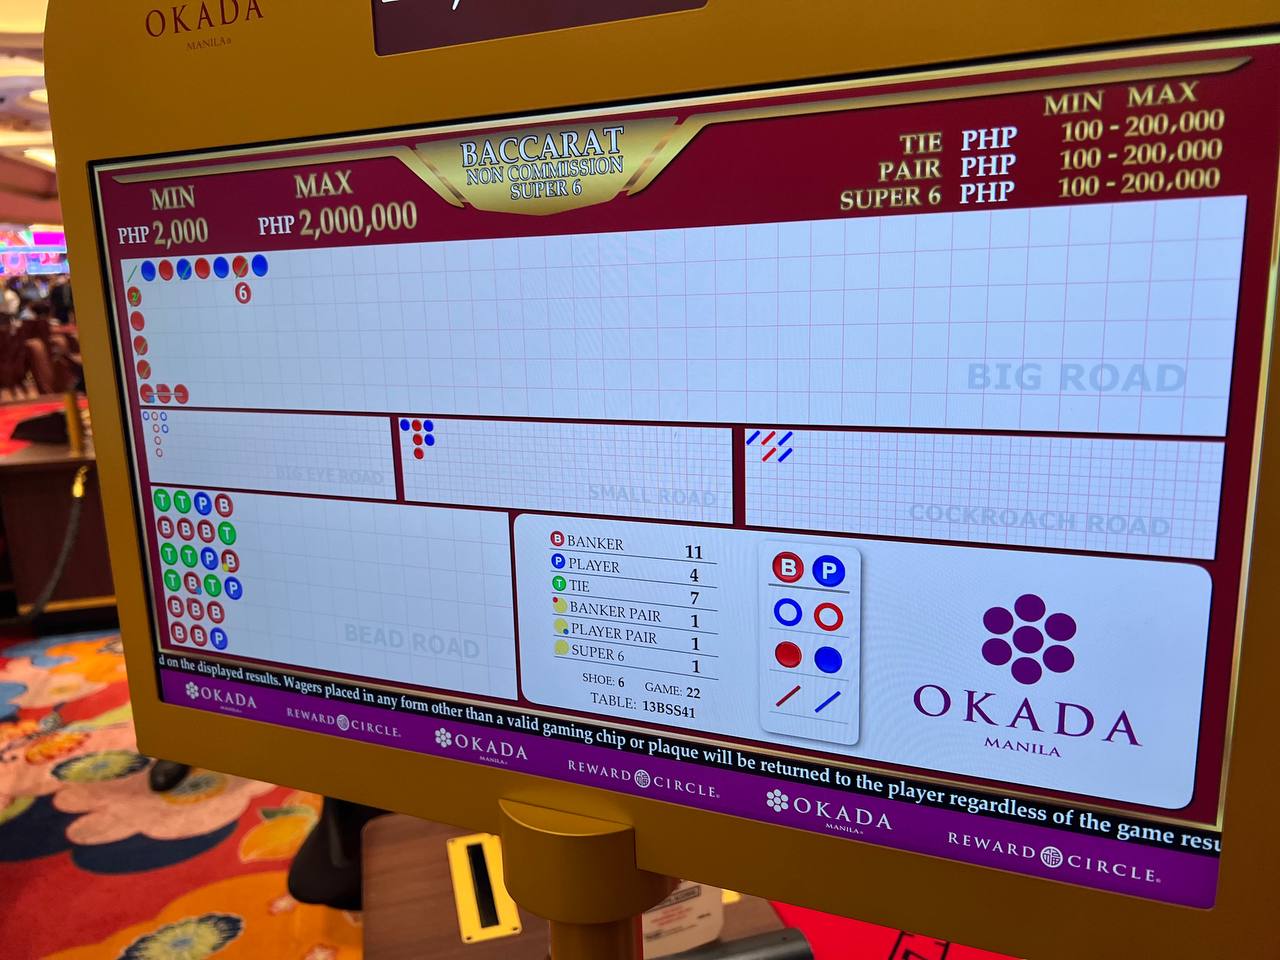 OKADA
MANILA
BACCARAT
NON COMMISSION
SUPER 6
MIN MAX
PHP 2,000 PHP 2,000,000
MIN MAX
TIE PHP 100 - 200,000
PAIR PHP 100 - 200,000
SUPER 6 PHP 100 - 200,000
2
6
BIG ROAD
BIG EYE ROAD
SMALL ROAD
COCKROACH ROAD
T T P B
B B B T
T T P B
T B T P
B B B
B B P
BEAD ROAD
B BANKER 11
P PLAYER 4
T TIE 7
BANKER PAIR 1
PLAYER PAIR 1
SUPER 6 1
SHOE: 6 GAME: 22
TABLE: 13BSS41
B P
OKADA
MANILA
d on the displayed results. Wagers placed in any form other than a valid gaming chip or plaque will be returned to the player regardless of the game resu
OKADA MANILA REWARD CIRCLE OKADA MANILA REWARD CIRCLE OKADA MANILA REWARD CIRCLE